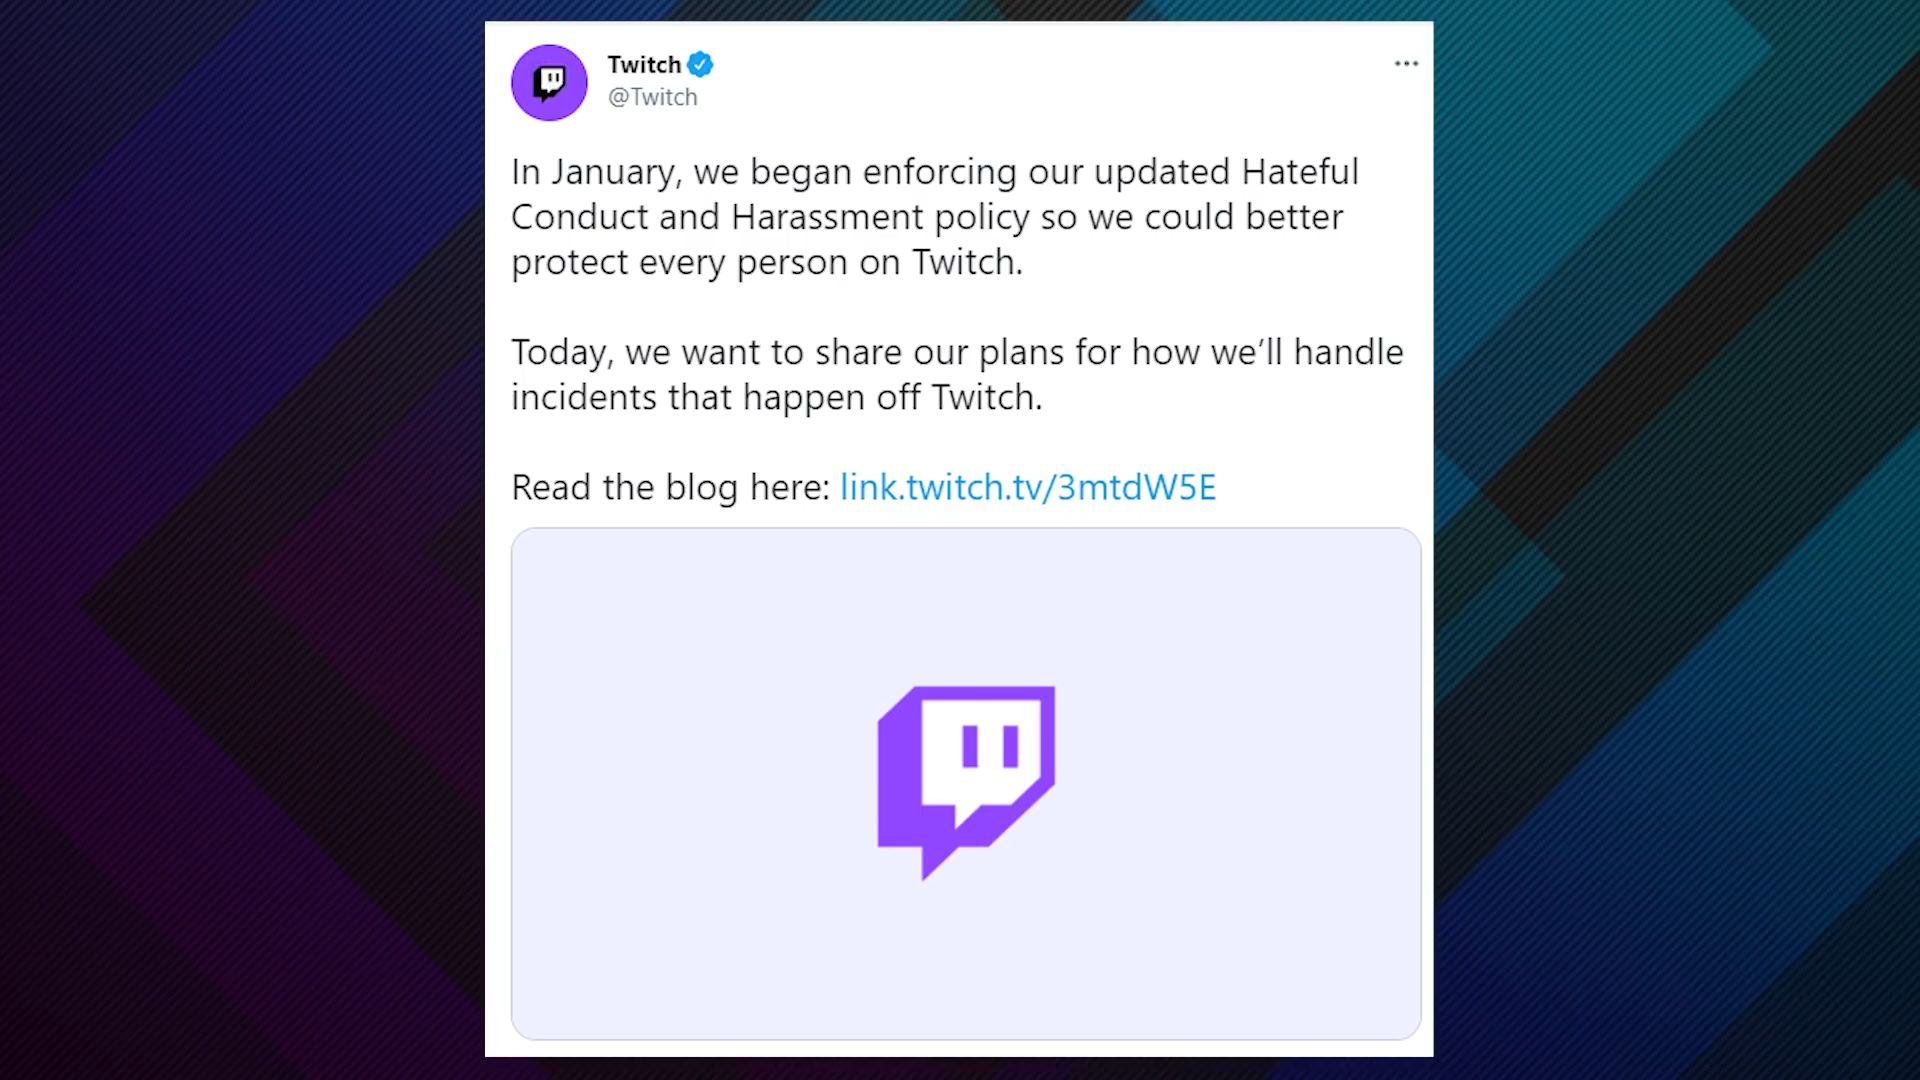 Twitch
@Twitch
In January, we began enforcing our updated Hateful
Conduct and Harassment policy so we could better
protect every person on Twitch.
Today, we want to share our plans for how we’ll handle
incidents that happen off Twitch.
Read the blog here: link.twitch.tv/3mtdW5E